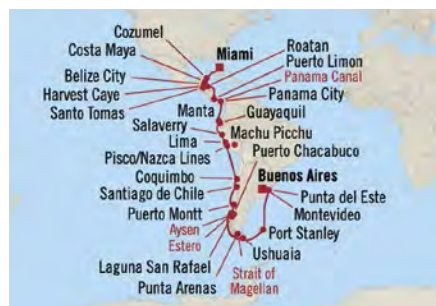 Cozumel
Costa Maya
Miami
Roatan
Puerto Limon
Belize City
Panama Canal
Harvest Caye
Panama City
Santo Tomas
Manta
Guayaquil
Salaverry
Machu Picchu
Lima
Puerto Chacabuco
Pisco/Nazca Lines
Buenos Aires
Coquimbo
Punta del Este
Santiago de Chile
Montevideo
Puerto Montt
Aysen
Estero
Port Stanley
Ushuaia
Laguna San Rafael
Strait of
Magellan
Punta Arenas